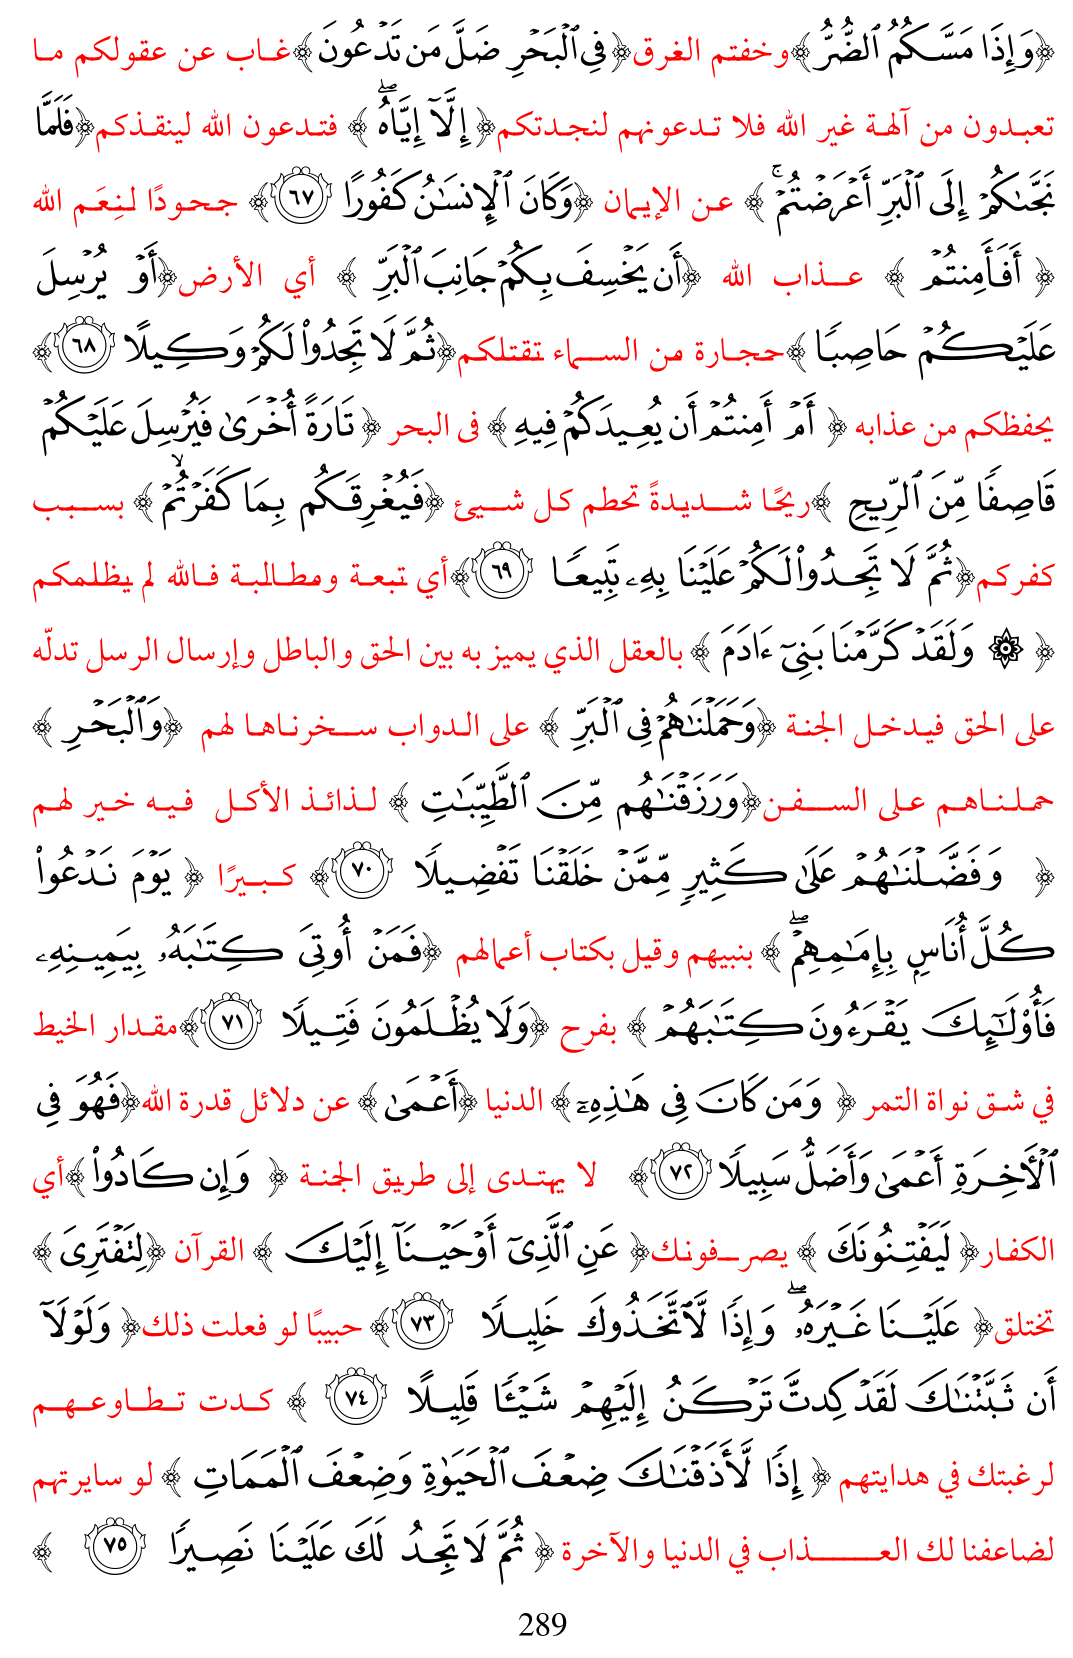 ﴿وَإِذَا مَسَّكُمُ ٱلضُّرُّ﴾وخفتم الغرق﴿فِي ٱلۡبَحۡرِ ضَلَّ مَن تَدۡعُونَ﴾غاب عن عقولكم ما
تعبدون من آلهة غير الله فلا تدعونهم لنجدتكم﴿إِلَّآ إِيَّاهُۖ ﴾ فتدعون الله لينقذكم﴿فَلَمَّا
نَجَّىٰكُمۡ إِلَى ٱلۡبَرِّ أَعۡرَضۡتُمۡۚ ﴾ عن الإيمان ﴿وَكَانَ ٱلۡإِنسَٰنُ كَفُورًا ٦٧﴾ جحودًا لنِعَم الله
﴿ أَفَأَمِنتُمۡ ﴾ عذاب الله ﴿أَن يَخۡسِفَ بِكُمۡ جَانِبَ ٱلۡبَرِّ ﴾ أي الأرض﴿أَوۡ يُرۡسِلَ
عَلَيۡكُمۡ حَاصِبًا ﴾حجارة من السماء تقتلكم﴿ثُمَّ لَا تَجِدُواْ لَكُمۡ وَكِيلًا ٦٨﴾
يحفظكم من عذابه ﴿ أَمۡ أَمِنتُمۡ أَن يُعِيدَكُمۡ فِيهِ﴾ فى البحر ﴿ تَارَةً أُخۡرَىٰ فَيُرۡسِلَ عَلَيۡكُمۡ
قَاصِفًا مِّنَ ٱلرِّيحِ ﴾ريحًا شديدةً تحطم كل شيئ ﴿فَيُغۡرِقَكُم بِمَا كَفَرۡتُمۡۙ ﴾ بسبب
كفركم﴿ثُمَّ لَا تَجِدُواْ لَكُمۡ عَلَيۡنَا بِهِۦ تَبِيعًا ٦٩﴾أي تبعة ومطالبة فالله لم يظلمكم
﴿ ۞ وَلَقَدۡ كَرَّمۡنَا بَنِيٓ ءَادَمَ ﴾ بالعقل الذي يميز به بين الحق والباطل وإرسال الرسل تدلّه
على الحق فيدخل الجنة ﴿وَحَمَلۡنَٰهُمۡ فِي ٱلۡبَرِّ ﴾ على الدواب سخرناها لهم ﴿وَٱلۡبَحۡرِ ﴾
حملناهم على السفن﴿وَرَزَقۡنَٰهُم مِّنَ ٱلطَّيِّبَٰتِ ﴾ لذائذ الأكل فيه خير لهم
﴿ وَفَضَّلۡنَٰهُمۡ عَلَىٰ كَثِيرٖ مِّمَّنۡ خَلَقۡنَا تَفۡضِيلًا ٧٠﴾ كبيرًا ﴿ يَوۡمَ نَدۡعُواْ
كُلَّ أُنَاسِۭ بِإِمَٰمِهِمۡۖ ﴾ بنبيهم وقيل بكتاب أعمالهم ﴿فَمَنۡ أُوتِيَ كِتَٰبَهُۥ بِيَمِينِهِۦ
فَأُوْلَٰٓئِكَ يَقۡرَءُونَ كِتَٰبَهُمۡ ﴾ بفرح ﴿وَلَا يُظۡلَمُونَ فَتِيلًا ٧١﴾مقدار الخيط
في شق نواة التمر ﴿ وَمَن كَانَ فِي هَٰذِهِۦٓ﴾ الدنيا ﴿أَعۡمَىٰ﴾ عن دلائل قدرة الله﴿فَهُوَ فِي
ٱلۡأٓخِرَةِ أَعۡمَىٰ وَأَضَلُّ سَبِيلًا ٧٢﴾ لا يهتدى إلى طريق الجنة ﴿ وَإِن كَادُواْ﴾أي
الكفار﴿ لَيَفۡتِنُونَكَ ﴾ يصرفونك﴿ عَنِ ٱلَّذِيٓ أَوۡحَيۡنَآ إِلَيۡكَ ﴾ القرآن ﴿لِتَفۡتَرِيَ﴾
تختلق﴿ عَلَيۡنَا غَيۡرَهُۥۖ وَإِذٗا لَّٱتَّخَذُوكَ خَلِيلٗا ٧٣﴾ حبيبًا لو فعلت ذلك﴿ وَلَوۡلَآ
أَن ثَبَّتۡنَٰكَ لَقَدۡ كِدتَّ تَرۡكَنُ إِلَيۡهِمۡ شَيۡـٔٗا قَلِيلًا ٧٤ ﴾ كدت تطاوعهم
لرغبتك في هدايتهم ﴿ إِذٗا لَّأَذَقۡنَٰكَ ضِعۡفَ ٱلۡحَيَوٰةِ وَضِعۡفَ ٱلۡمَمَاتِ ﴾ لو سايرتهم
لضاعفنا لك العذاب في الدنيا والآخرة ﴿ ثُمَّ لَا تَجِدُ لَكَ عَلَيۡنَا نَصِيرٗا ٧٥ ﴾
289